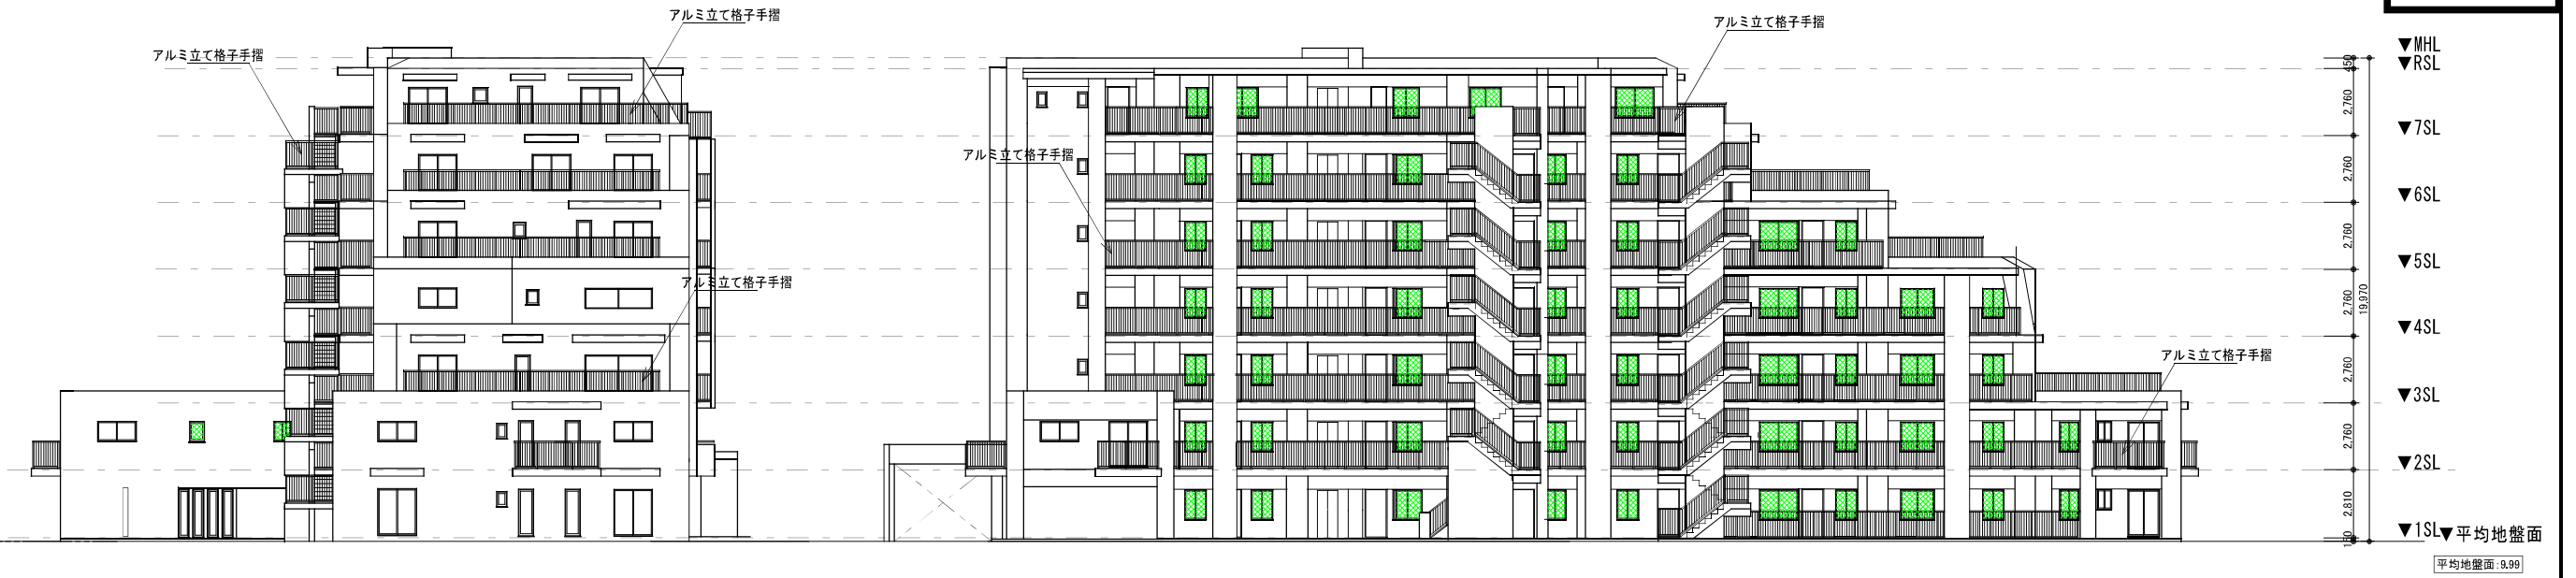 アルミ立て格子手摺
アルミ立て格子手摺
アルミ立て格子手摺
アルミ立て格子手摺
アルミ立て格子手摺
アルミ立て格子手摺
▼MHL
▼RSL
▼7SL
▼6SL
▼5SL
▼4SL
▼3SL
▼2SL
▼1SL▼平均地盤面
平均地盤面:9.99
450
2,760
2,760
2,760
2,760
2,760
2,760
2,810
19,970